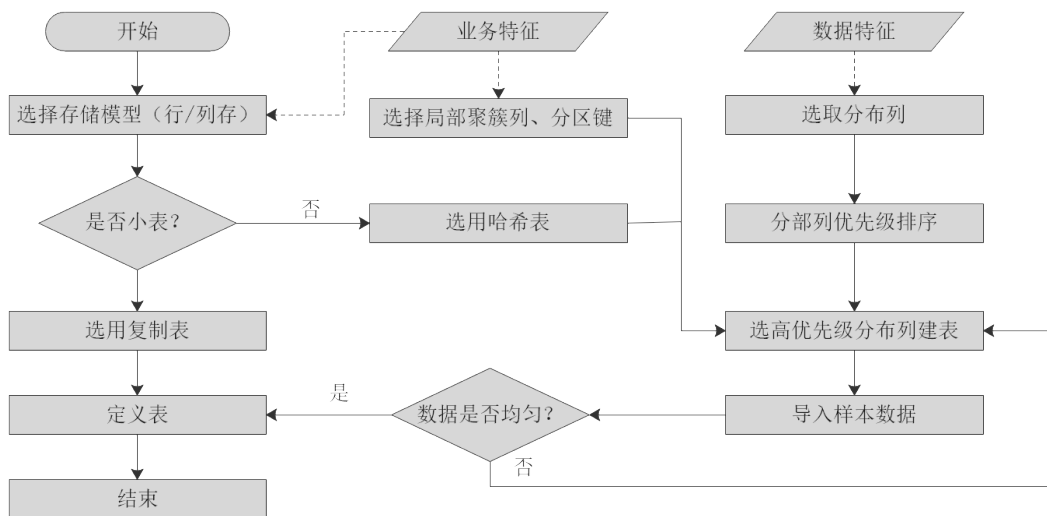 开始
业务特征
数据特征
选择存储模型（行/列存）
选择局部聚簇列、分区键
选取分布列
是否小表？
否
选用哈希表
分部列优先级排序
选用复制表
选高优先级分布列建表
定义表
是
数据是否均匀？
导入样本数据
否
结束